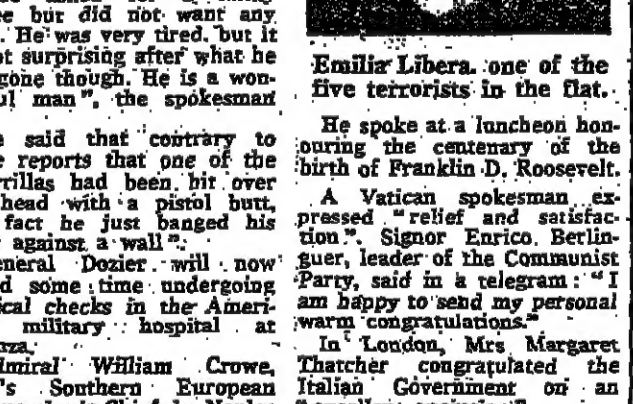 but did not want any
He was very tired. but it
surprising after what he
gone though. He is a won-
man", the spokesman
said that contrary to
reports that one of the
had been hit over
head with a pistol butt,
fact he just banged his
against a wall".
Dozier will now
some time undergoing
checks in the Ameri-
military hospital at
William Crowe,
Southern European
Emilia Libera. one of the
five terrorists in the flat.
He spoke at a luncheon hon-
ouring the centenary of the
birth of Franklin D. Roosevelt.
A Vatican spokesman ex-
pressed "relief and satisfac-
tion". Signor Enrico Berlin-
guer, leader of the Communist
Party, said in a telegram: "I
am happy to send my personal
warm congratulations."
In London, Mrs Margaret
Thatcher congratulated the
Italian Government on an